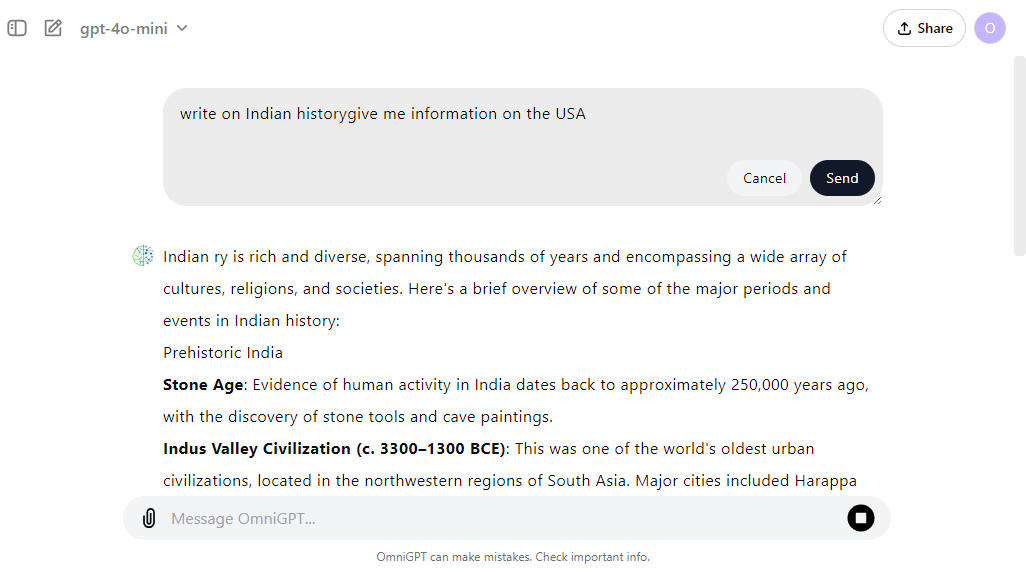 gpt-4o-mini
Share
O
write on Indian historygive me information on the USA
Cancel
Send
Indian ry is rich and diverse, spanning thousands of years and encompassing a wide array of
cultures, religions, and societies. Here's a brief overview of some of the major periods and
events in Indian history:
Prehistoric India
Stone Age: Evidence of human activity in India dates back to approximately 250,000 years ago,
with the discovery of stone tools and cave paintings.
Indus Valley Civilization (c. 3300–1300 BCE): This was one of the world's oldest urban
civilizations, located in the northwestern regions of South Asia. Major cities included Harappa
Message OmniGPT...
OmniGPT can make mistakes. Check important info.